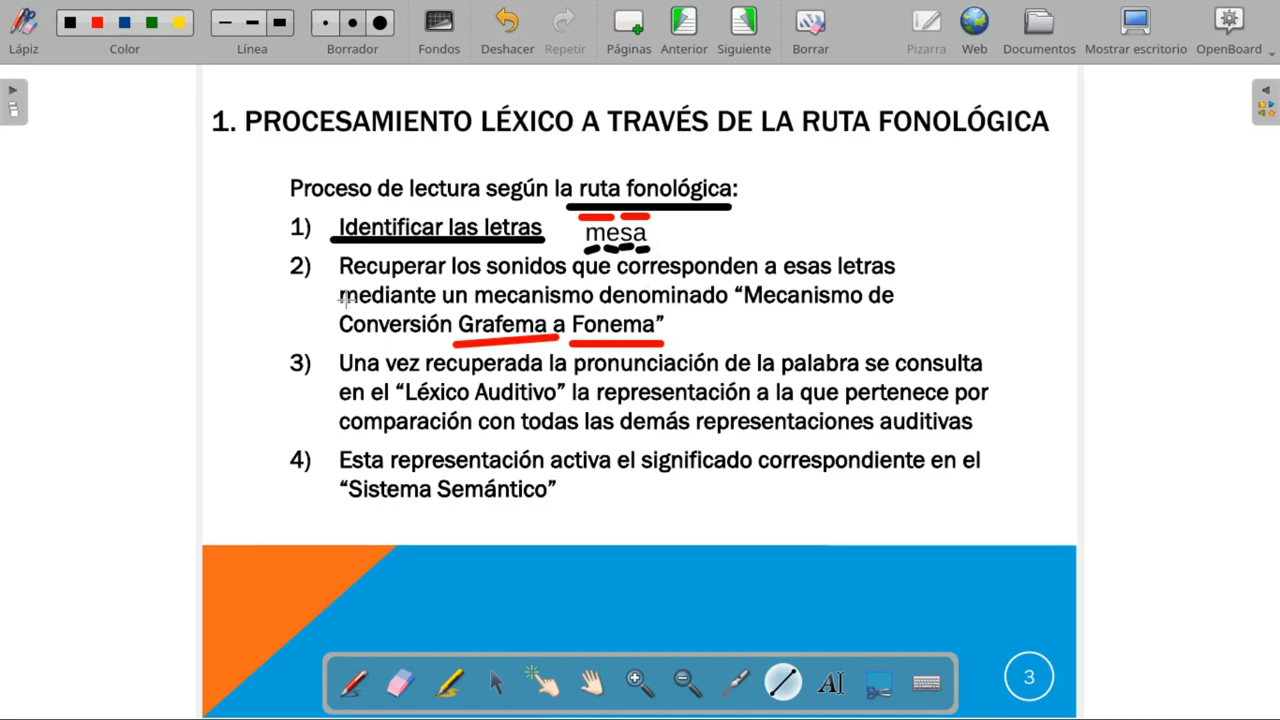 Lápiz
Color
Línea
Borrador
Fondos
Deshacer
Repetir
Páginas
Anterior
Siguiente
Borrar
Pizarra
Web
Documentos
Mostrar escritorio
OpenBoard
1. PROCESAMIENTO LÉXICO A TRAVÉS DE LA RUTA FONOLÓGICA
Proceso de lectura según la ruta fonológica:
1) Identificar las letras mesa
2) Recuperar los sonidos que corresponden a esas letras
mediante un mecanismo denominado “Mecanismo de
Conversión Grafema a Fonema”
3) Una vez recuperada la pronunciación de la palabra se consulta
en el “Léxico Auditivo” la representación a la que pertenece por
comparación con todas las demás representaciones auditivas
4) Esta representación activa el significado correspondiente en el
“Sistema Semántico”
AI
3